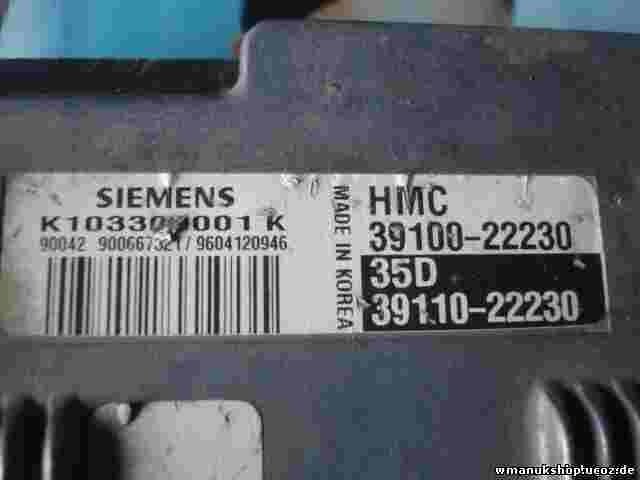 SIEMENS
90042 900667321/9604120946
MADE IN KOREA
HMC
39100-22230
35D
39110-22230
wmanukshop.ucoz.de